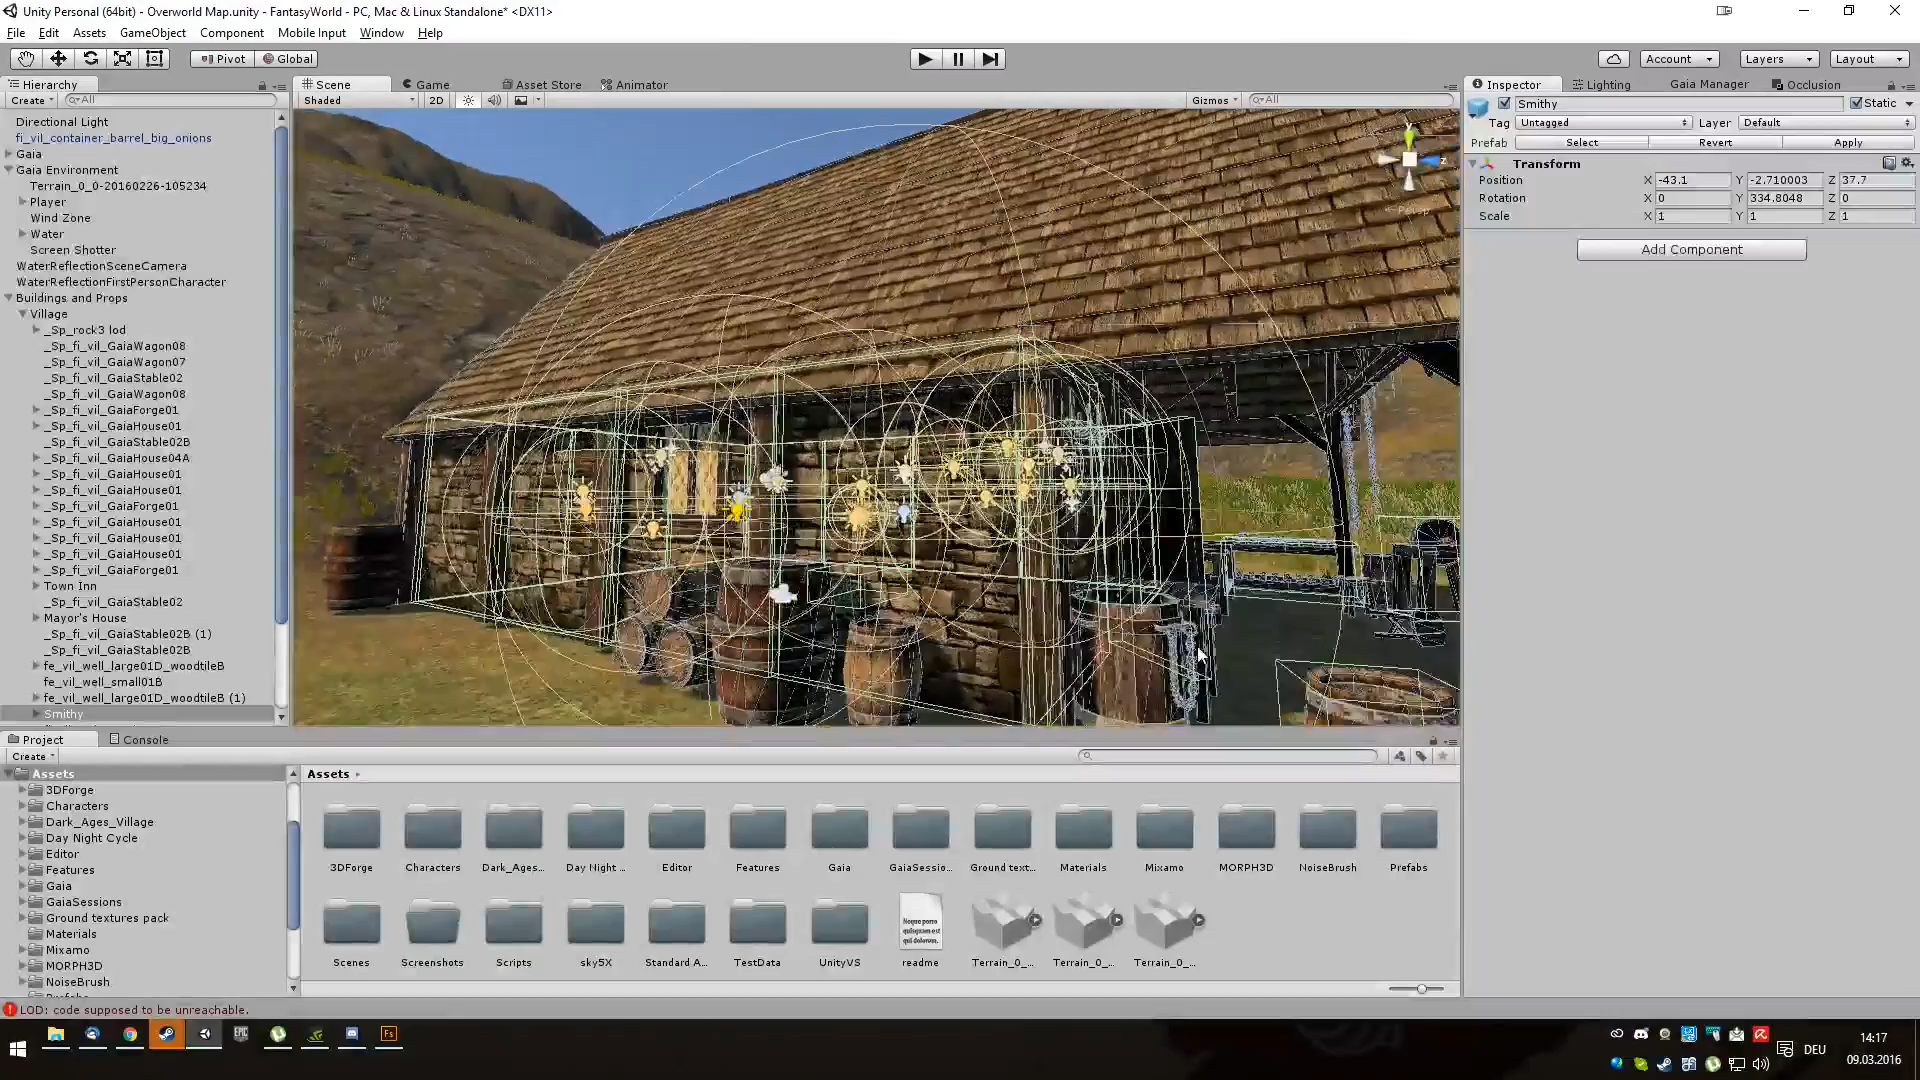 Unity Personal (64bit) - Overworld Map.unity - FantasyWorld - PC, Mac & Linux Standalone* <DX11>
File Edit Assets GameObject Component Mobile Input Window Help
Pivot Global Account Layers Layout
Hierarchy
Create All
Directional Light
fi_vil_container_barrel_big_onions
Gaia
Gaia Environment
Terrain_0_0-20160226-105234
Player
Wind Zone
Water
Screen Shotter
WaterReflectionSceneCamera
WaterReflectionFirstPersonCharacter
Buildings and Props
Village
_Sp_rock3 lod
_Sp_fi_vil_GaiaWagon08
_Sp_fi_vil_GaiaWagon07
_Sp_fi_vil_GaiaStable02
_Sp_fi_vil_GaiaWagon08
_Sp_fi_vil_GaiaForge01
_Sp_fi_vil_GaiaHouse01
_Sp_fi_vil_GaiaStable02B
_Sp_fi_vil_GaiaHouse04A
_Sp_fi_vil_GaiaHouse01
_Sp_fi_vil_GaiaHouse01
_Sp_fi_vil_GaiaForge01
_Sp_fi_vil_GaiaHouse01
_Sp_fi_vil_GaiaHouse01
_Sp_fi_vil_GaiaHouse01
_Sp_fi_vil_GaiaForge01
Town Inn
_Sp_fi_vil_GaiaStable02
Mayor's House
_Sp_fi_vil_GaiaStable02B (1)
_Sp_fi_vil_GaiaStable02B
fe_vil_well_large01D_woodtileB
fe_vil_well_small01B
fe_vil_well_large01D_woodtileB (1)
Smithy
Scene Game Asset Store Animator
Shaded 2D Gizmos All
Persp
Inspector Lighting Gaia Manager Occlusion
Smithy Static
Tag Untagged Layer Default
Prefab Select Revert Apply
Transform
Position X -43.1 Y -2.710003 Z 37.7
Rotation X 0 Y 334.8048 Z 0
Scale X 1 Y 1 Z 1
Add Component
Project Console
Create
Assets
3DForge
Characters
Dark_Ages_Village
Day Night Cycle
Editor
Features
Gaia
GaiaSessions
Ground textures pack
Materials
Mixamo
MORPH3D
NoiseBrush
Assets
3DForge Characters Dark_Ages... Day Night ... Editor Features Gaia GaiaSessio... Ground text... Materials Mixamo MORPH3D NoiseBrush Prefabs
Scenes Screenshots Scripts sky5X Standard A... TestData UnityVS readme Terrain_0_... Terrain_0_... Terrain_0_...
LOD: code supposed to be unreachable.
EPIC Fs
DEU
14:17
09.03.2016